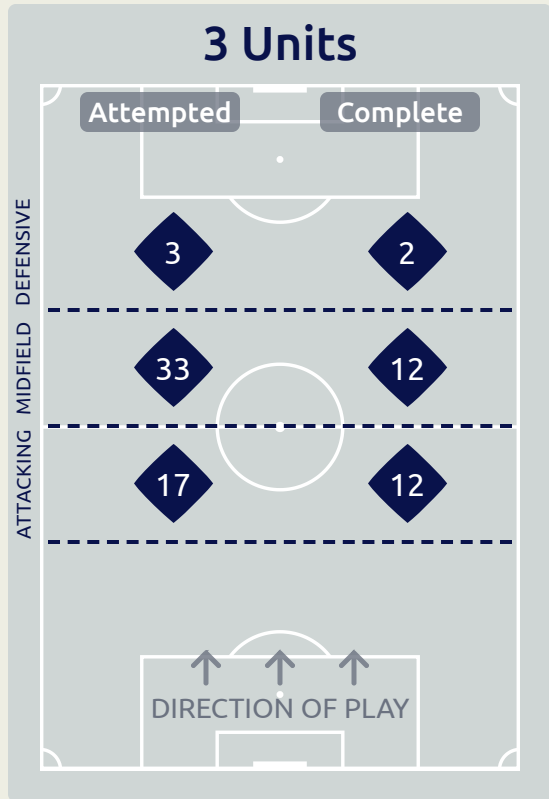 3 Units
Attempted Complete
DEFENSIVE
3 2
MIDFIELD
33 12
ATTACKING
17 12
DIRECTION OF PLAY